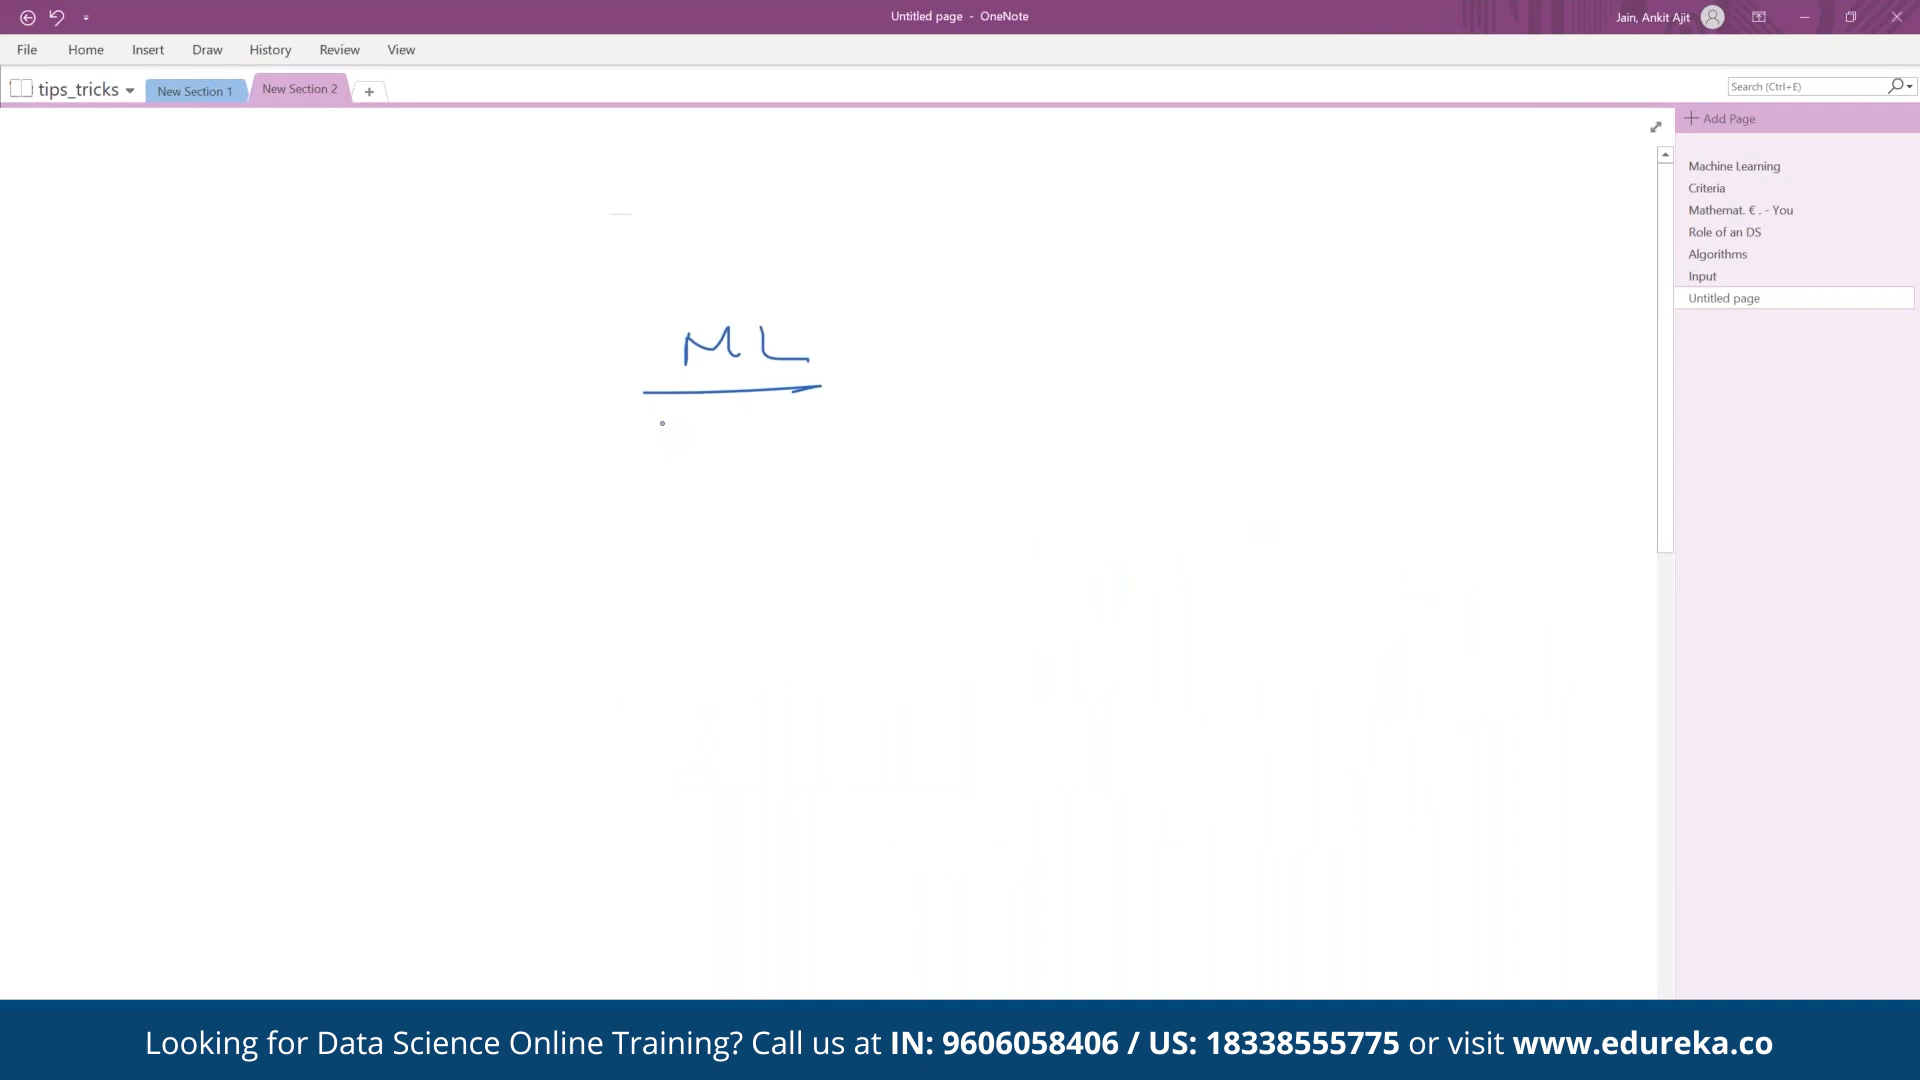 Untitled page - OneNote
Jain, Ankit Ajit
File Home Insert Draw History Review View
tips_tricks New Section 1 New Section 2
Search (Ctrl+E)
Add Page
Machine Learning
Criteria
Mathemat. € . - You
Role of an DS
Algorithms
Input
Untitled page
ML
Looking for Data Science Online Training? Call us at IN: 9606058406 / US: 18338555775 or visit www.edureka.co